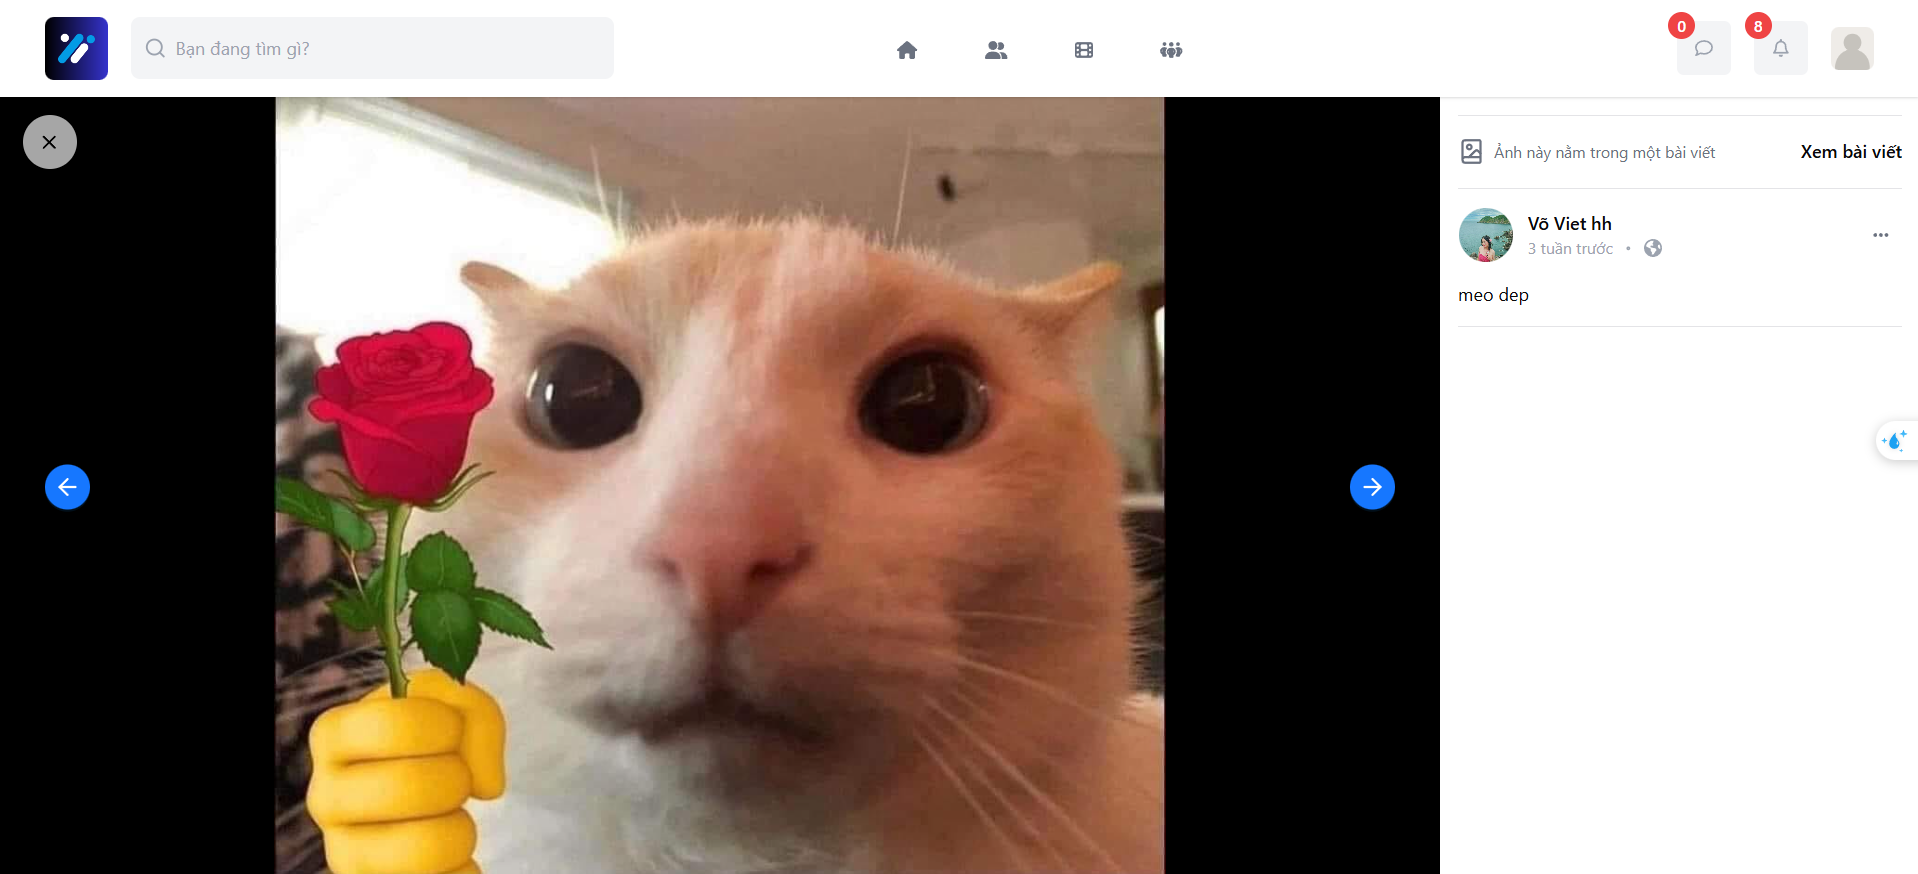 Bạn đang tìm gì?
0
8
Ảnh này nằm trong một bài viết
Xem bài viết
Võ Viet hh
3 tuần trước
meo dep